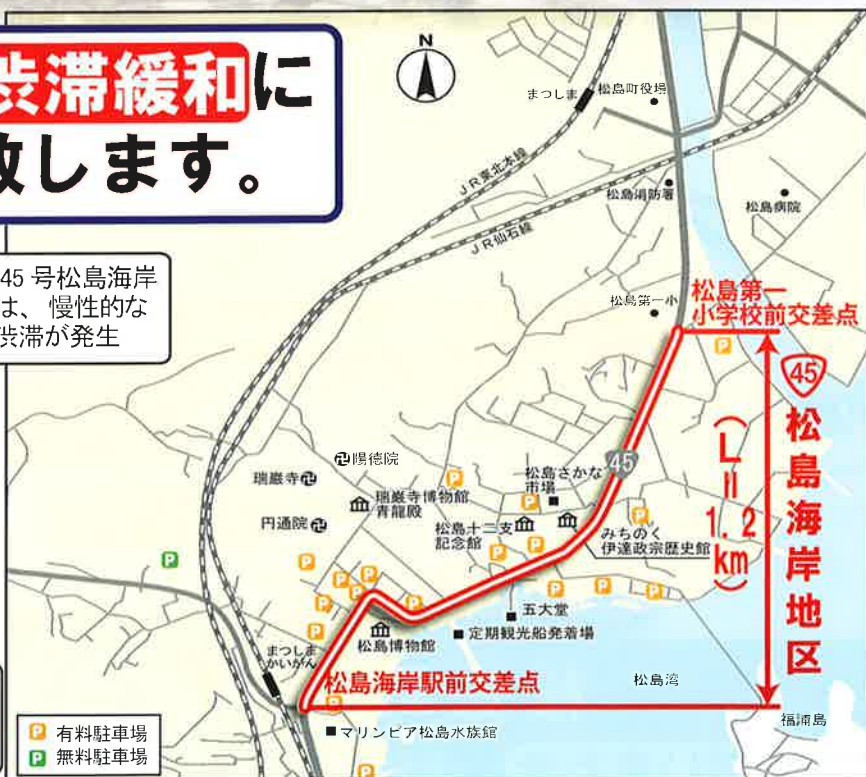 渋滞緩和に
致します。
45 号松島海岸
は、慢性的な
渋滞が発生
N
まつしま
松島町役場
JR東北本線
JR仙石線
松島消防署
松島病院
松島第一小
松島第一
小学校前交差点
45
松島海岸地区
(L=1.2km)
45
陽徳院
瑞巌寺
瑞巌寺博物館
青龍殿
円通院
松島さかな
市場
松島十二支
記念館
みちのく
伊達政宗歴史館
五大堂
定期観光船発着場
松島博物館
まつしま
かいがん
松島海岸駅前交差点
松島湾
福浦島
マリンピア松島水族館
P 有料駐車場
P 無料駐車場